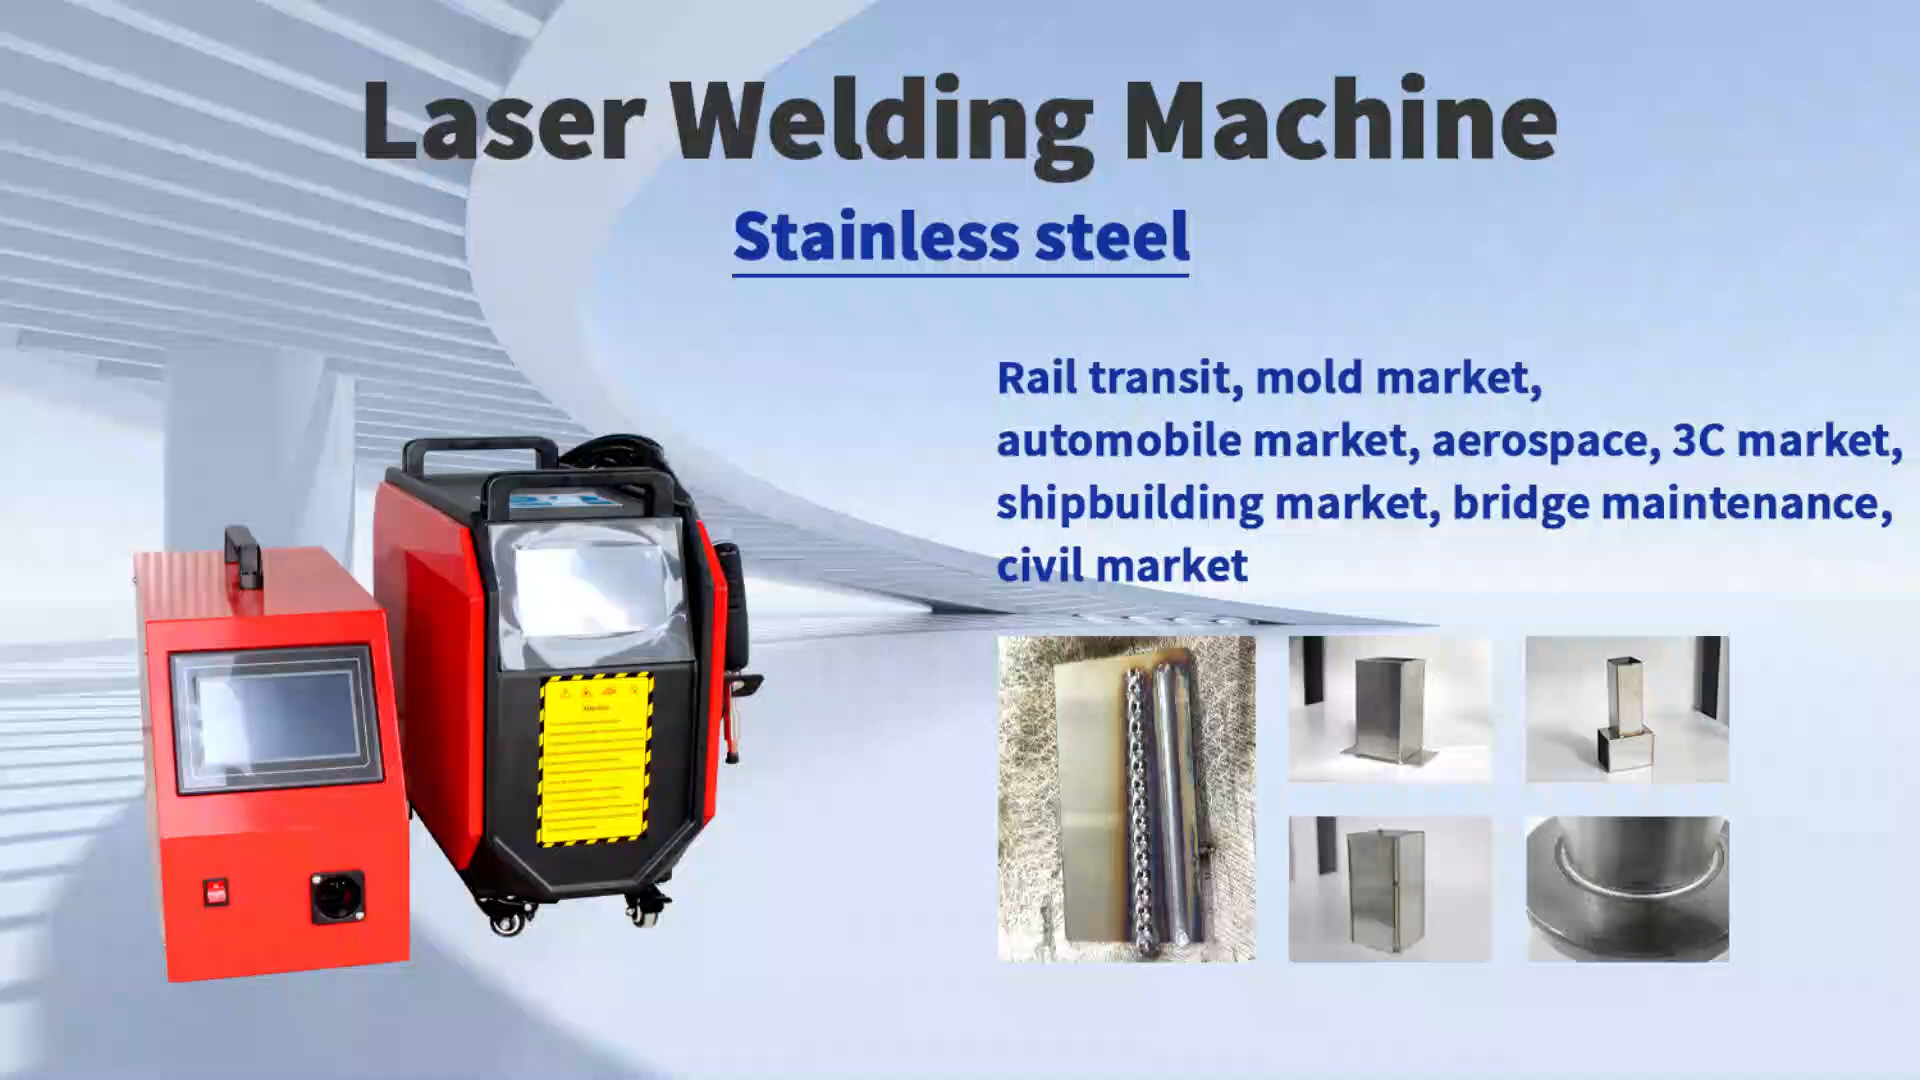 Laser Welding Machine
Stainless steel
Rail transit, mold market,
automobile market, aerospace, 3C market,
shipbuilding market, bridge maintenance,
civil market